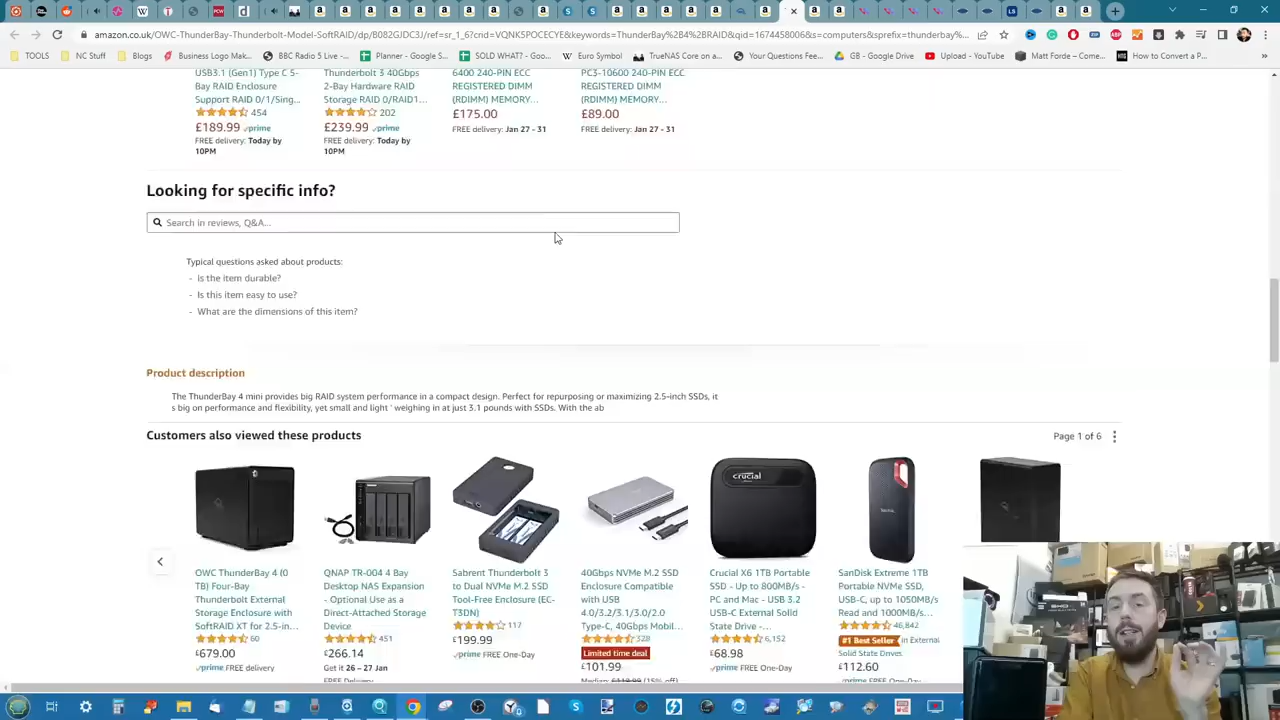 amazon.co.uk/OWC-ThunderBay-Thunderbolt-Model-SoftRAID/dp/B082GJDCXJ/ref=sr_1_6?crid=VQNK5POCECYE&keywords=ThunderBay%2B4%2BRAID&qid=1674458006&s=computers&sprefix=thunderbay%...
TOOLS
NC Stuff
Blogs
Business Logo Mak...
BBC Radio 2 - Co...
Planner 6 - Googl...
SOLD WHAT? - Goo...
Euro Symbol
TrueNAS Core on a...
Your Questions Fee...
GB - Google Drive
Upload - YouTube
Matt Forde – Come...
How to Convert a P...
USB3.1 (Gen1) Type C 5-
Bay RAID Enclosure
Support RAID 0/1/Sing...
454
£189.99 prime
FREE delivery: Today by
10PM
Thunderbolt 3 40Gbps
2-Bay Hardware RAID
Storage RAID 0/RAID1...
202
£239.99 prime
FREE delivery: Today by
10PM
6400 240-PIN ECC
REGISTERED DIMM
(RDIMM) MEMORY...
£175.00
FREE delivery: Jan 27 - 31
PC3-10600 240-PIN ECC
REGISTERED DIMM
(RDIMM) MEMORY...
£89.00
FREE delivery: Jan 27 - 31
Looking for specific info?
Search in reviews, Q&A...
Typical questions asked about products:
- Is the item durable?
- Is this item easy to use?
- What are the dimensions of this item?
Product description
The ThunderBay 4 mini provides big RAID system performance in a compact design. Perfect for repurposing or maximizing 2.5-inch SSDs, it
s big on performance and flexibility, yet small and light ' weighing in at just 3.1 pounds with SSDs. With the ab
Customers also viewed these products
Page 1 of 6
OWC ThunderBay 4 (0
TB) Four-Bay
Thunderbolt External
Storage Enclosure with
SoftRAID XT for 2.5-in...
60
£679.00
prime FREE delivery
QNAP TR-004 4 Bay
Desktop NAS Expansion
- Optional Use as a
Direct-Attached Storage
Device
451
£266.14
Get it 26 – 27 Jan
FREE Delivery
Sabrent Thunderbolt 3
to Dual NVMe M.2 SSD
Tool-Free Enclosure (EC-
T3DN)
117
£199.99
prime FREE One-Day
40Gbps NVMe M.2 SSD
Enclosure Compatible
with USB
4.0/3.2/3.1/3.0/2.0
Type-C, 40Gbps Mobil...
328
Limited time deal
£101.99
crucial
Crucial X6 1TB Portable
SSD - Up to 800MB/s -
PC and Mac - USB 3.2
USB-C External Solid
State Drive -...
6,152
£68.98
prime FREE One-Day
SanDisk Extreme 1TB
Portable NVMe SSD,
USB-C, up to 1050MB/s
Read and 1000MB/s...
46,842
#1 Best Seller in External
Solid State Drives
£112.60
prime FREE One-Day